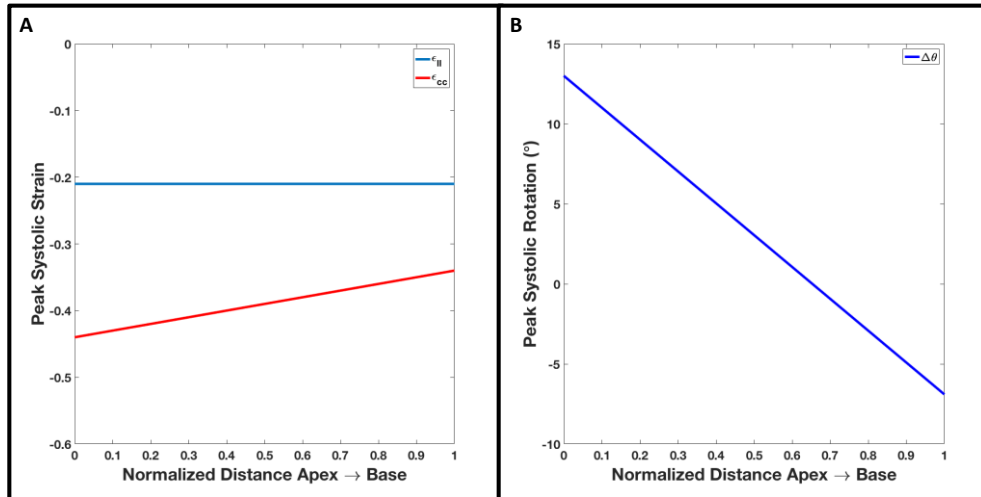 A
0
-0.1
-0.2
-0.3
-0.4
-0.5
-0.6
Peak Systolic Strain
ϵll
ϵcc
0 0.1 0.2 0.3 0.4 0.5 0.6 0.7 0.8 0.9 1
Normalized Distance Apex → Base
B
15
10
5
0
-5
-10
Peak Systolic Rotation (°)
Δθ
0 0.1 0.2 0.3 0.4 0.5 0.6 0.7 0.8 0.9 1
Normalized Distance Apex → Base